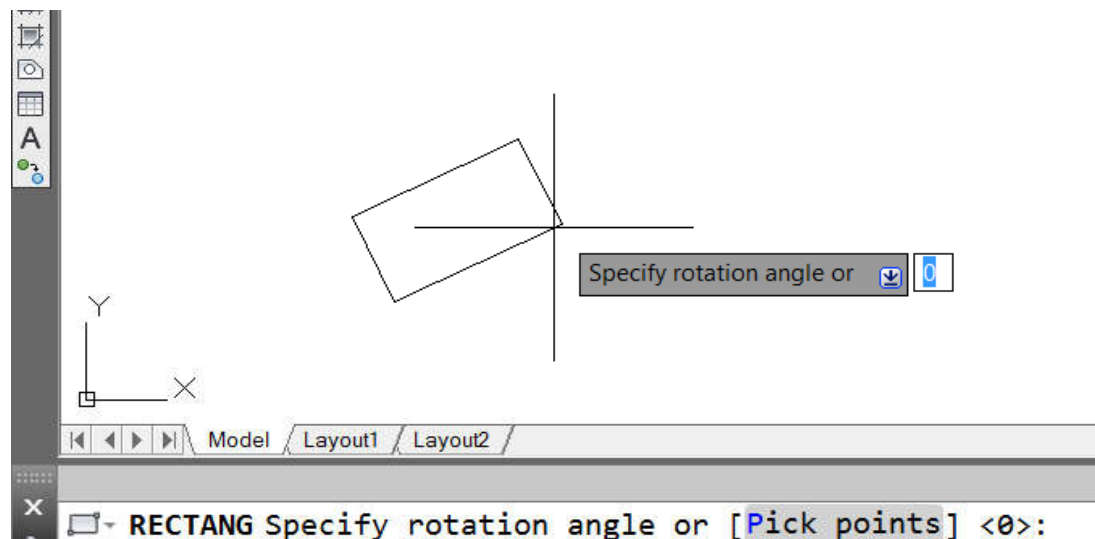 A
Specify rotation angle or 0
Y
X
Model Layout1 Layout2
RECTANG Specify rotation angle or [Pick points] <0>: